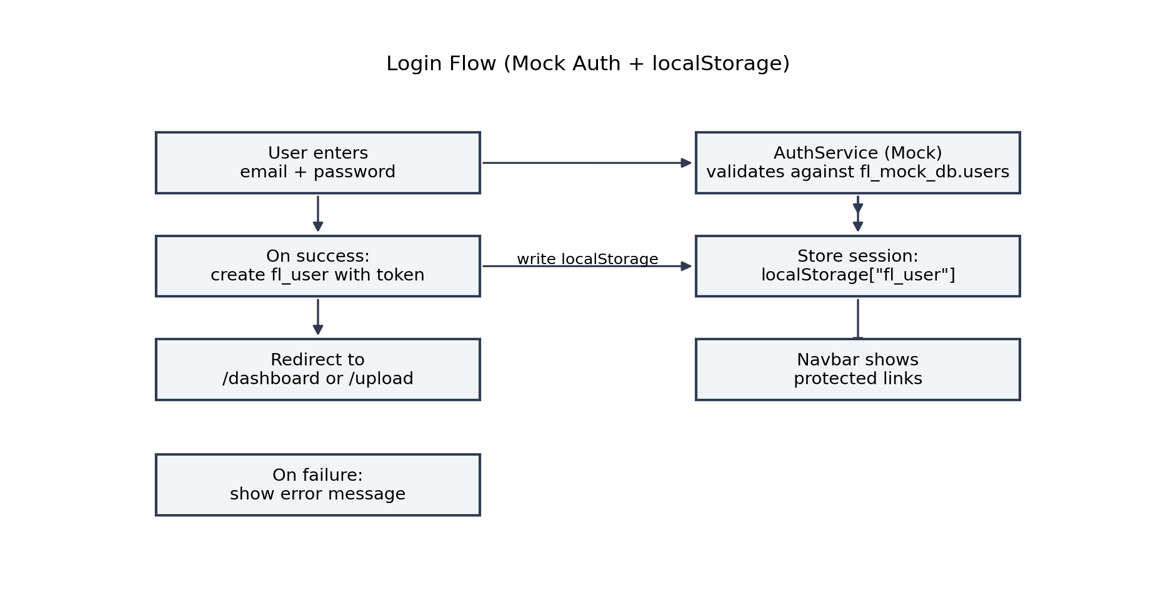 Login Flow (Mock Auth + localStorage)
User enters
email + password
AuthService (Mock)
validates against fl_mock_db.users
On success:
create fl_user with token
write localStorage
Store session:
localStorage["fl_user"]
Redirect to
/dashboard or /upload
Navbar shows
protected links
On failure:
show error message